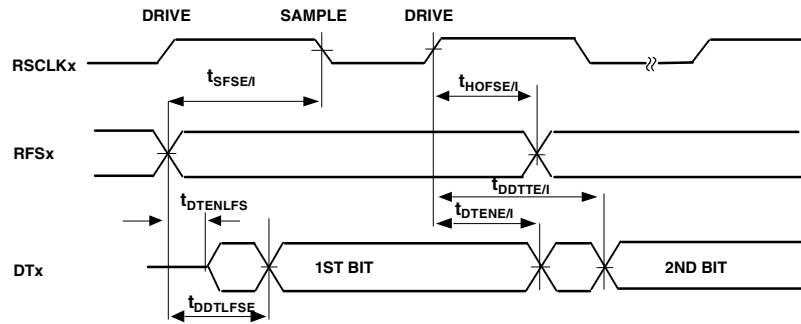 DRIVE SAMPLE DRIVE
RSCLKx
tSFSE/I
tHOFSE/I
RFSx
tDDTTE/I
tDTENLFS
tDTENE/I
DTx
1ST BIT
2ND BIT
tDDTLFSE